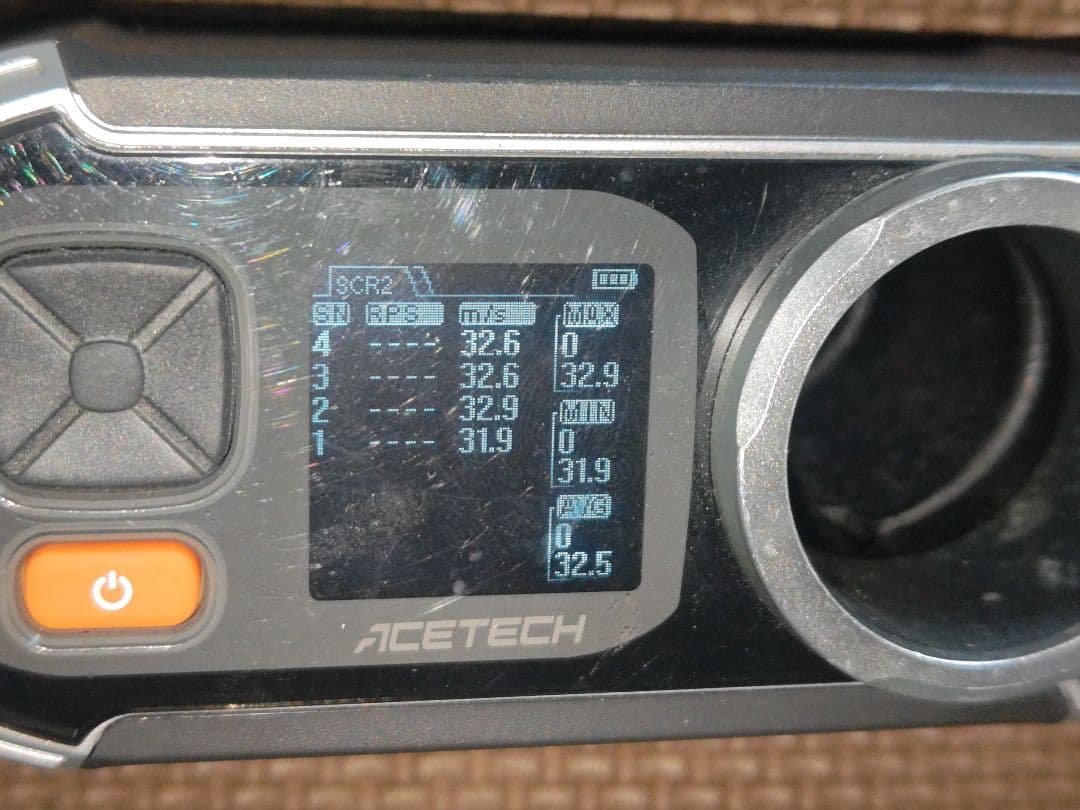 SCR2
SN RPS m/s MAX
4 ---- 32.6 0
3 ---- 32.6 32.9
2 ---- 32.9 MIN
1 ---- 31.9 0
31.9
AVG
0
32.5
ACETECH